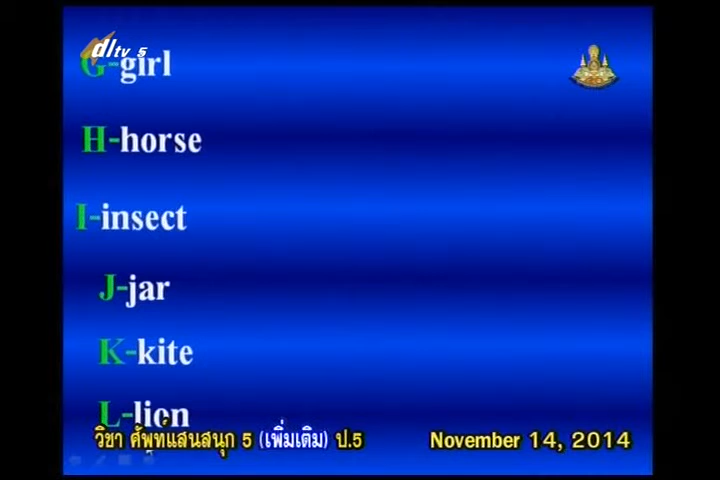 dltv 5
G-girl
H-horse
I-insect
J-jar
K-kite
L-lion
วิชา ศัพท์แสนสนุก 5 (เพิ่มเติม) ป.5
November 14, 2014